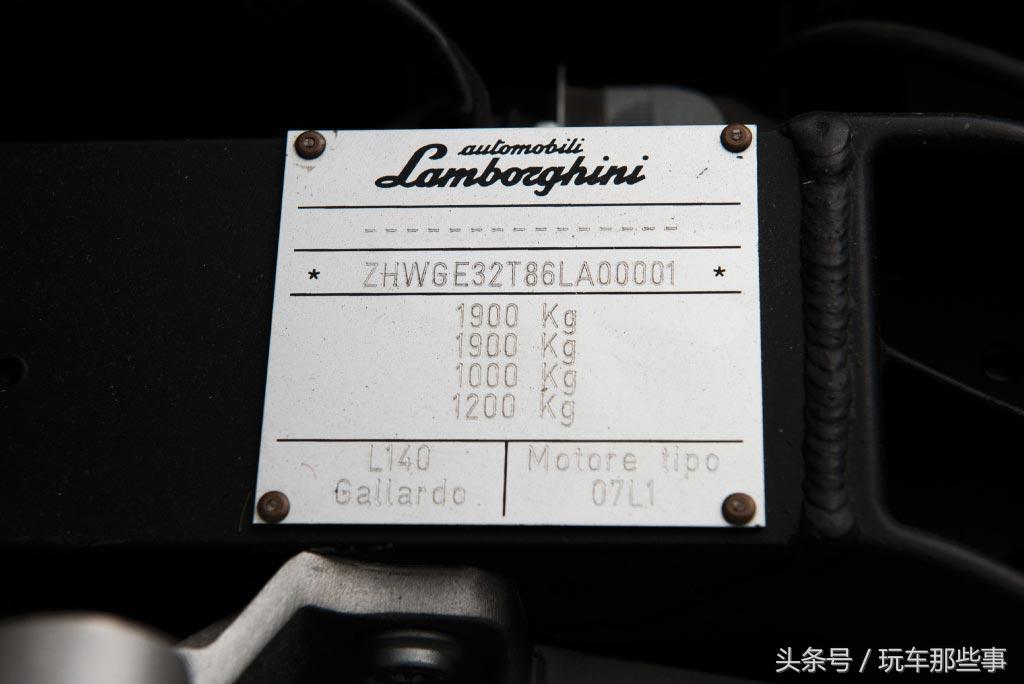 automobili
Lamborghini
---------------
* ZHWGE32T86LA00001 *
1900 Kg
1900 Kg
1000 Kg
1200 Kg
L140
Gallardo
Motore tipo
07L1
头条号 / 玩车那些事